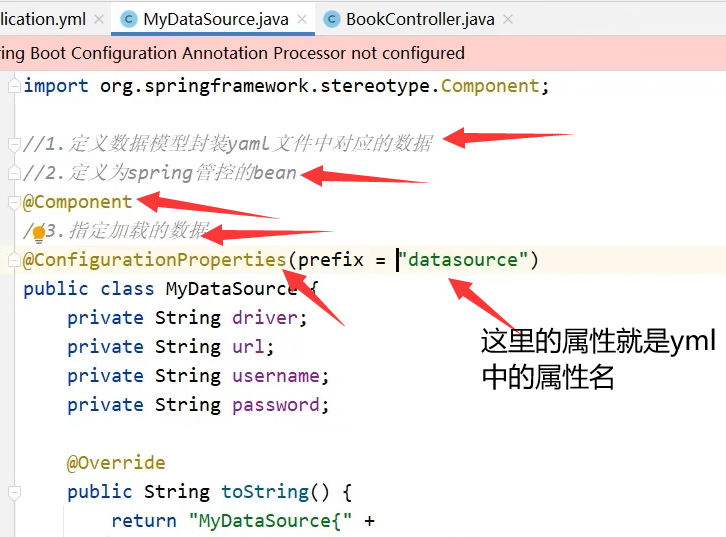 lication.yml × MyDataSource.java × BookController.java ×
ring Boot Configuration Annotation Processor not configured
import org.springframework.stereotype.Component;
//1.定义数据模型封装yaml文件中对应的数据
//2.定义为spring管控的bean
@Component
//3.指定加载的数据
@ConfigurationProperties(prefix = "datasource")
public class MyDataSource {
private String driver;
这里的属性就是yml
private String url;
中的属性名
private String username;
private String password;
@Override
public String toString() {
return "MyDataSource{" +